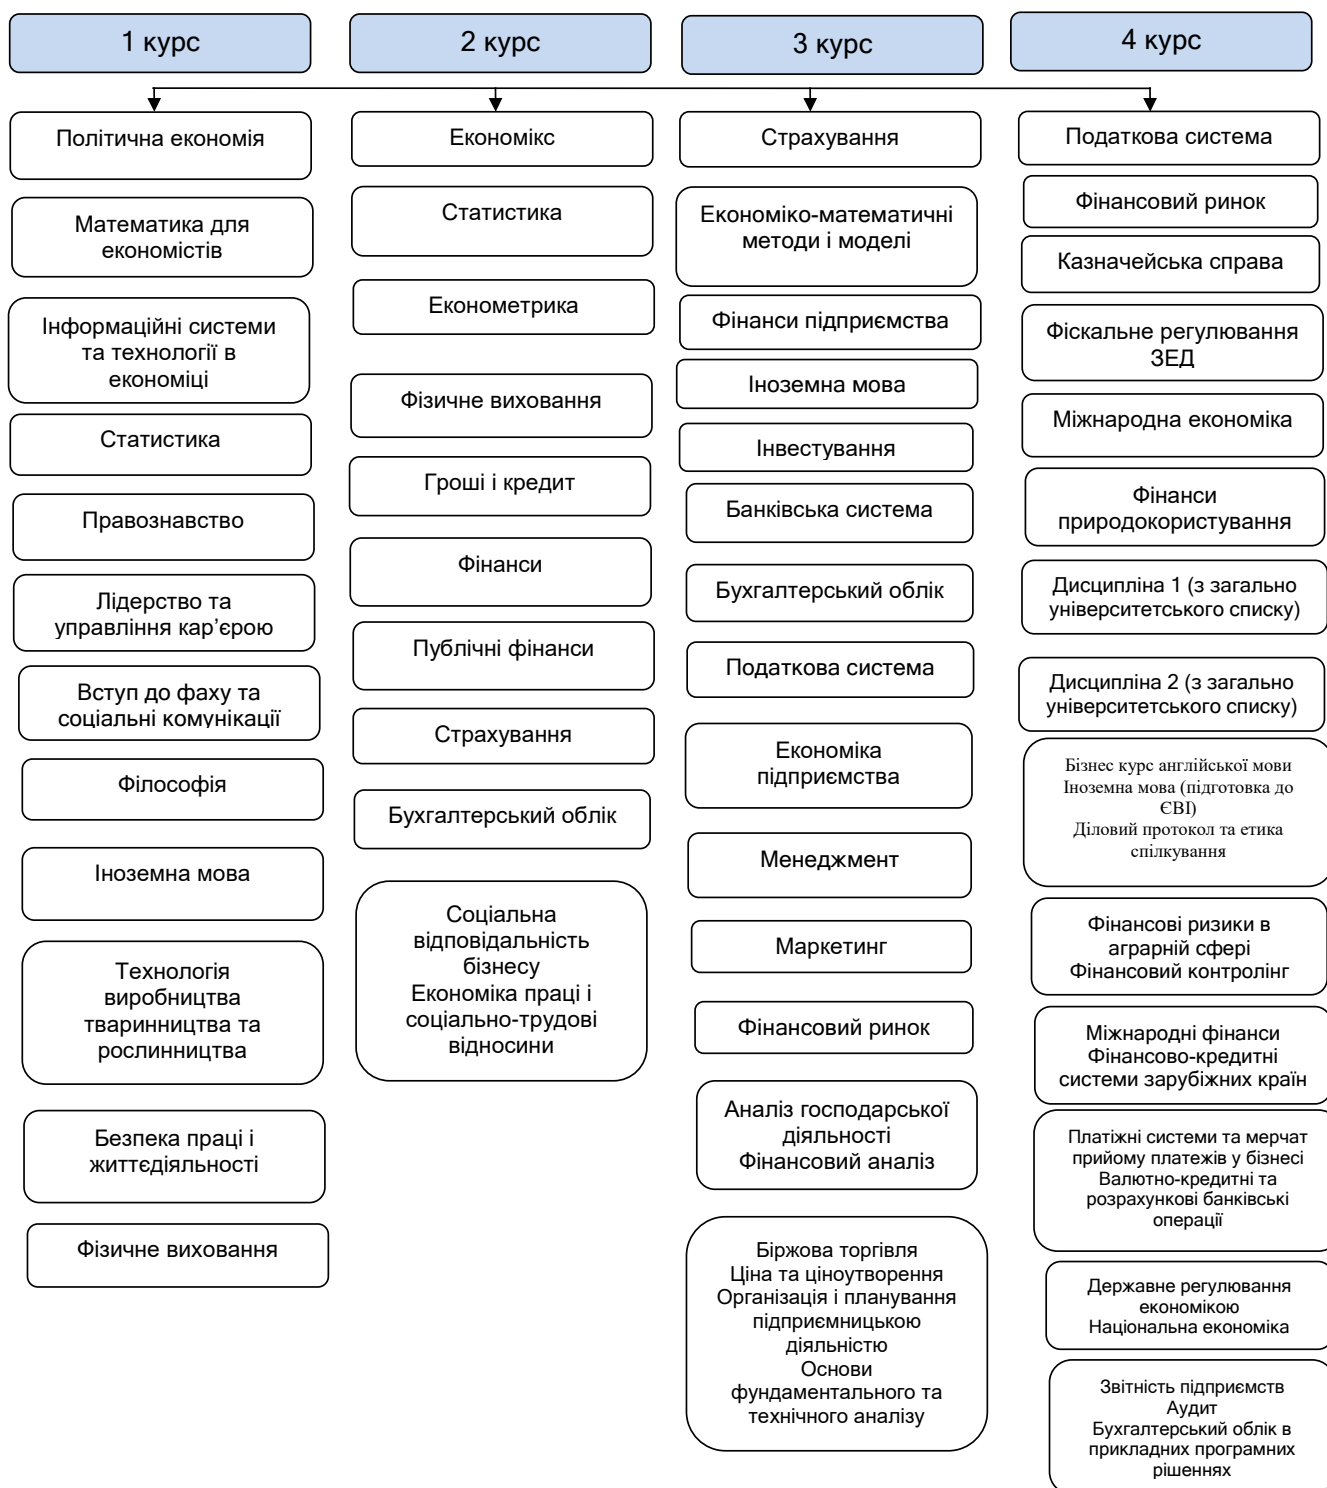 1 курс
2 курс
3 курс
4 курс
Політична економія
Математика для
економістів
Інформаційні системи
та технології в
економіці
Статистика
Правознавство
Лідерство та
управління кар’єрою
Вступ до фаху та
соціальні комунікації
Філософія
Іноземна мова
Технологія
виробництва
тваринництва та
рослинництва
Безпека праці і
життєдіяльності
Фізичне виховання
Економікс
Статистика
Економетрика
Фізичне виховання
Гроші і кредит
Фінанси
Публічні фінанси
Страхування
Бухгалтерський облік
Соціальна
відповідальність
бізнесу
Економіка праці і
соціально-трудові
відносини
Страхування
Економіко-математичні
методи і моделі
Фінанси підприємства
Іноземна мова
Інвестування
Банківська система
Бухгалтерський облік
Податкова система
Економіка
підприємства
Менеджмент
Маркетинг
Фінансовий ринок
Аналіз господарської
діяльності
Фінансовий аналіз
Біржова торгівля
Ціна та ціноутворення
Організація і планування
підприємницькою
діяльністю
Основи
фундаментального та
технічного аналізу
Податкова система
Фінансовий ринок
Казначейська справа
Фіскальне регулювання
ЗЕД
Міжнародна економіка
Фінанси
природокористування
Дисципліна 1 (з загально
університетського списку)
Дисципліна 2 (з загально
університетського списку)
Бізнес курс англійської мови
Іноземна мова (підготовка до
ЄВІ)
Діловий протокол та етика
спілкування
Фінансові ризики в
аграрній сфері
Фінансовий контролінг
Міжнародні фінанси
Фінансово-кредитні
системи зарубіжних країн
Платіжні системи та мерчат
прийому платежів у бізнесі
Валютно-кредитні та
розрахункові банківські
операції
Державне регулювання
економікою
Національна економіка
Звітність підприємств
Аудит
Бухгалтерський облік в
прикладних програмних
рішеннях